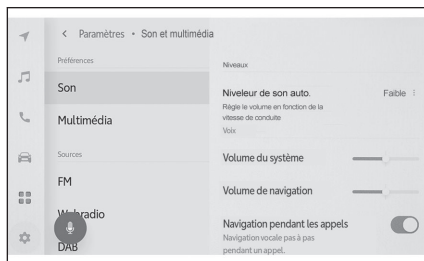 Paramètres • Son et multimédia
Préférences
Son
Multimédia
Sources
FM
Webradio
DAB
Niveaux
Niveleur de son auto.
Faible
Règle le volume en fonction de la
vitesse de conduite
Voix
Volume du système
Volume de navigation
Navigation pendant les appels
Navigation vocale pas à pas
pendant un appel.